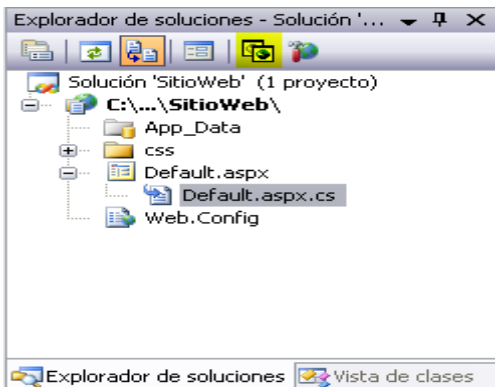 Explorador de soluciones - Solución '...
Solución 'SitioWeb' (1 proyecto)
C:\...\SitioWeb\
App_Data
css
Default.aspx
Default.aspx.cs
Web.Config
Explorador de soluciones Vista de clases